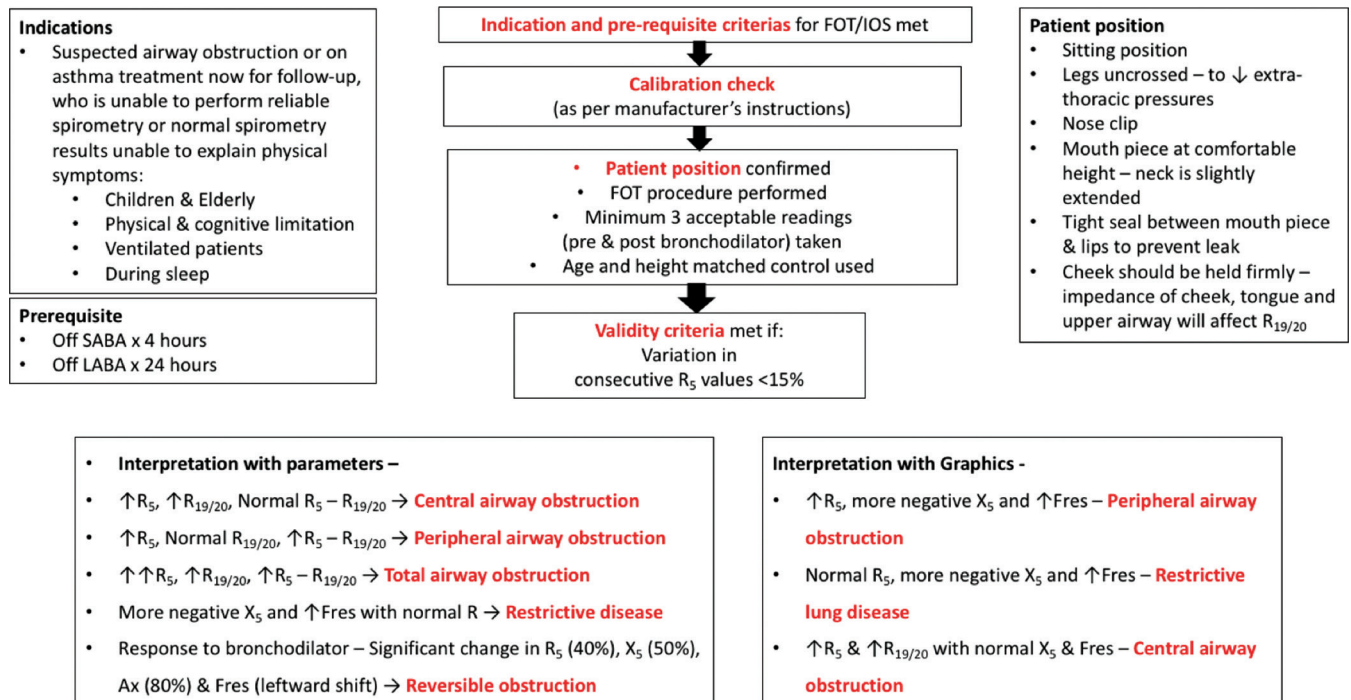 Indications
• Suspected airway obstruction or on
asthma treatment now for follow-up,
who is unable to perform reliable
spirometry or normal spirometry
results unable to explain physical
symptoms:
• Children & Elderly
• Physical & cognitive limitation
• Ventilated patients
• During sleep
Prerequisite
• Off SABA x 4 hours
• Off LABA x 24 hours
Indication and pre-requisite criterias for FOT/IOS met
Calibration check
(as per manufacturer's instructions)
• Patient position confirmed
• FOT procedure performed
• Minimum 3 acceptable readings
(pre & post bronchodilator) taken
• Age and height matched control used
Validity criteria met if:
Variation in
consecutive R₅ values <15%
Patient position
• Sitting position
• Legs uncrossed – to ↓ extra-
thoracic pressures
• Nose clip
• Mouth piece at comfortable
height – neck is slightly
extended
• Tight seal between mouth piece
& lips to prevent leak
• Cheek should be held firmly –
impedance of cheek, tongue and
upper airway will affect R₁₉/₂₀
• Interpretation with parameters –
• ↑R₅, ↑R₁₉/₂₀, Normal R₅ – R₁₉/₂₀ → Central airway obstruction
• ↑R₅, Normal R₁₉/₂₀, ↑R₅ – R₁₉/₂₀ → Peripheral airway obstruction
• ↑↑R₅, ↑R₁₉/₂₀, ↑R₅ – R₁₉/₂₀ → Total airway obstruction
• More negative X₅ and ↑Fres with normal R → Restrictive disease
• Response to bronchodilator – Significant change in R₅ (40%), X₅ (50%),
Ax (80%) & Fres (leftward shift) → Reversible obstruction
Interpretation with Graphics -
• ↑R₅, more negative X₅ and ↑Fres – Peripheral airway
obstruction
• Normal R₅, more negative X₅ and ↑Fres – Restrictive
lung disease
• ↑R₅ & ↑R₁₉/₂₀ with normal X₅ & Fres – Central airway
obstruction